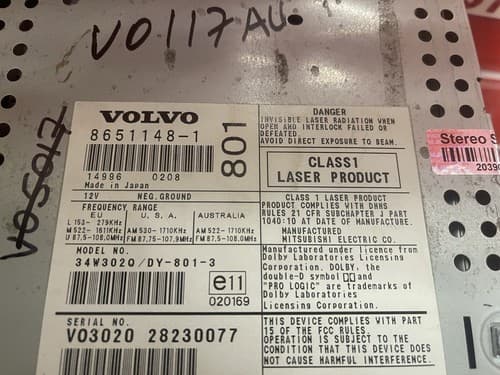 VO117AU
VO5017
VOLVO
8651148-1
801
14996 0208
Made in Japan
12V NEG.GROUND
FREQUENCY RANGE
EU U.S.A. AUSTRALIA
L 153- 279KHz
M 522-1611KHz AM 530-1710KHz M 522-1710KHz
U 87.5-108.0MHz FM 87.75-107.9MHz FM 87.5-108.0MHz
MODEL NO.
34W3020/DY-801-3
e11
020169
SERIAL NO.
VO3020 28230077
DANGER
INVISIBLE LASER RADIATION WHEN
OPEN AND INTERLOCK FAILED OR
DEFEATED.
AVOID DIRECT EXPOSURE TO BEAM.
CLASS1
LASER PRODUCT
CLASS 1 LASER PRODUCT
PRODUCT COMPLIES WITH DHHS
RULES 21 CFR SUBCHAPTER J PART
1040:10 AT DATE OF MANUFACTURE.
MANUFACTURED
MITSUBISHI ELECTRIC CO.
Manufactured under licence from
Dolby Laboratories Licensing
Corporation. DOLBY, the
double-D symbol and
"PRO LOGIC" are trademarks of
Dolby Laboratories
Licensing Corporation.
THIS DEVICE COMPLIES WITH PART
15 OF THE FCC RULES.
OPERATION IS SUBJECT TO THE
CONDITION THAT THIS DEVICE DOES
NOT CAUSE HARMFUL INTERFERENCE.
Stereo S
2039